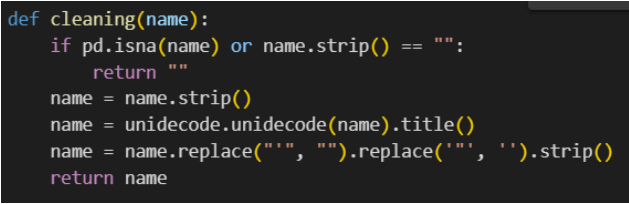 def cleaning(name):
    if pd.isna(name) or name.strip() == "":
        return ""
    name = name.strip()
    name = unidecode.unidecode(name).title()
    name = name.replace("'", "").replace('"', '').strip()
    return name